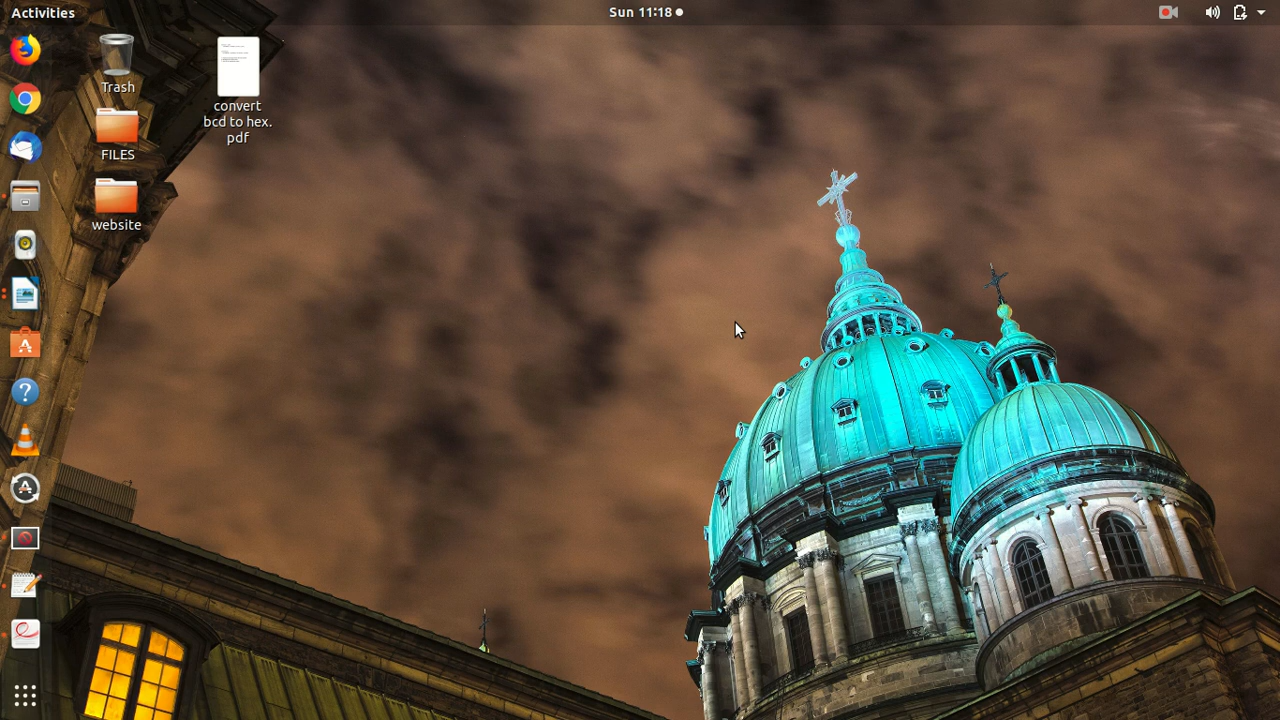 Activities
Sun 11:18
Trash
convert
bcd to hex.
pdf
FILES
website